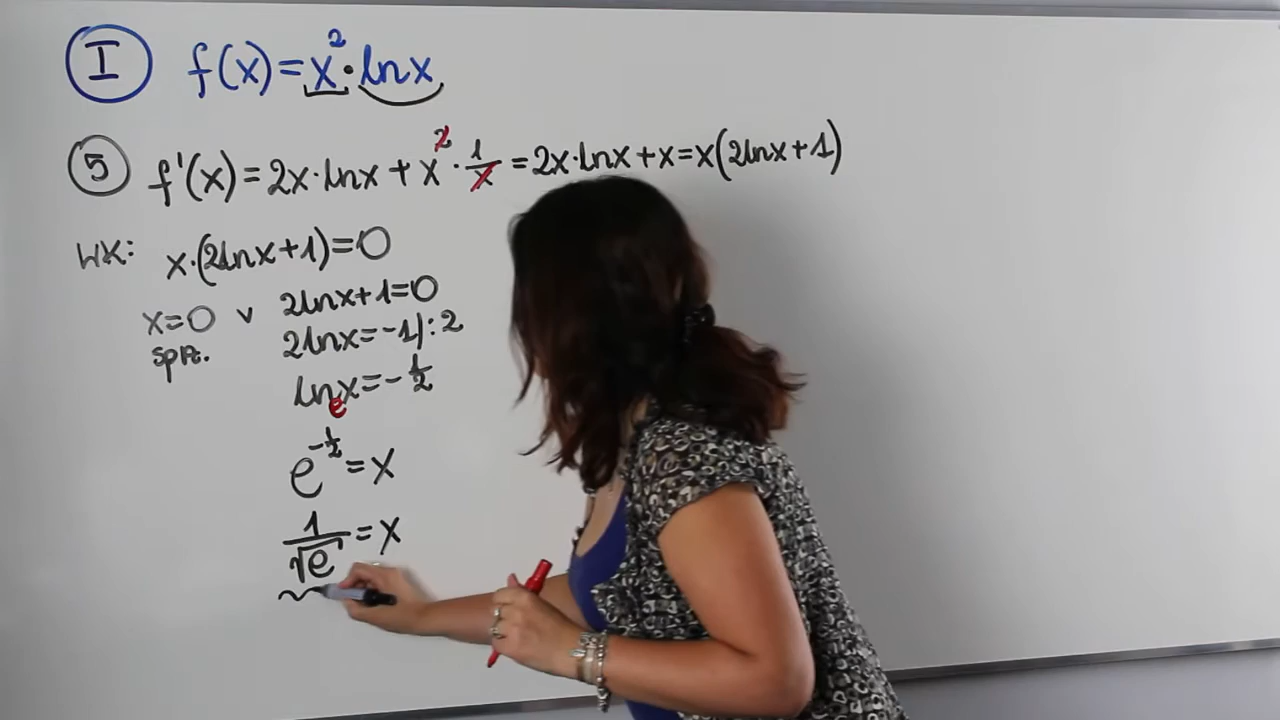 I f(x)=x²·lnx
5 f'(x)=2x·lnx+x²·1/x=2x·lnx+x=x(2lnx+1)
WK: x·(2lnx+1)=0
x=0 v 2lnx+1=0
sprz. 2lnx=-1/:2
lnx=-1/2
e
e^-1/2=x
1/√e=x